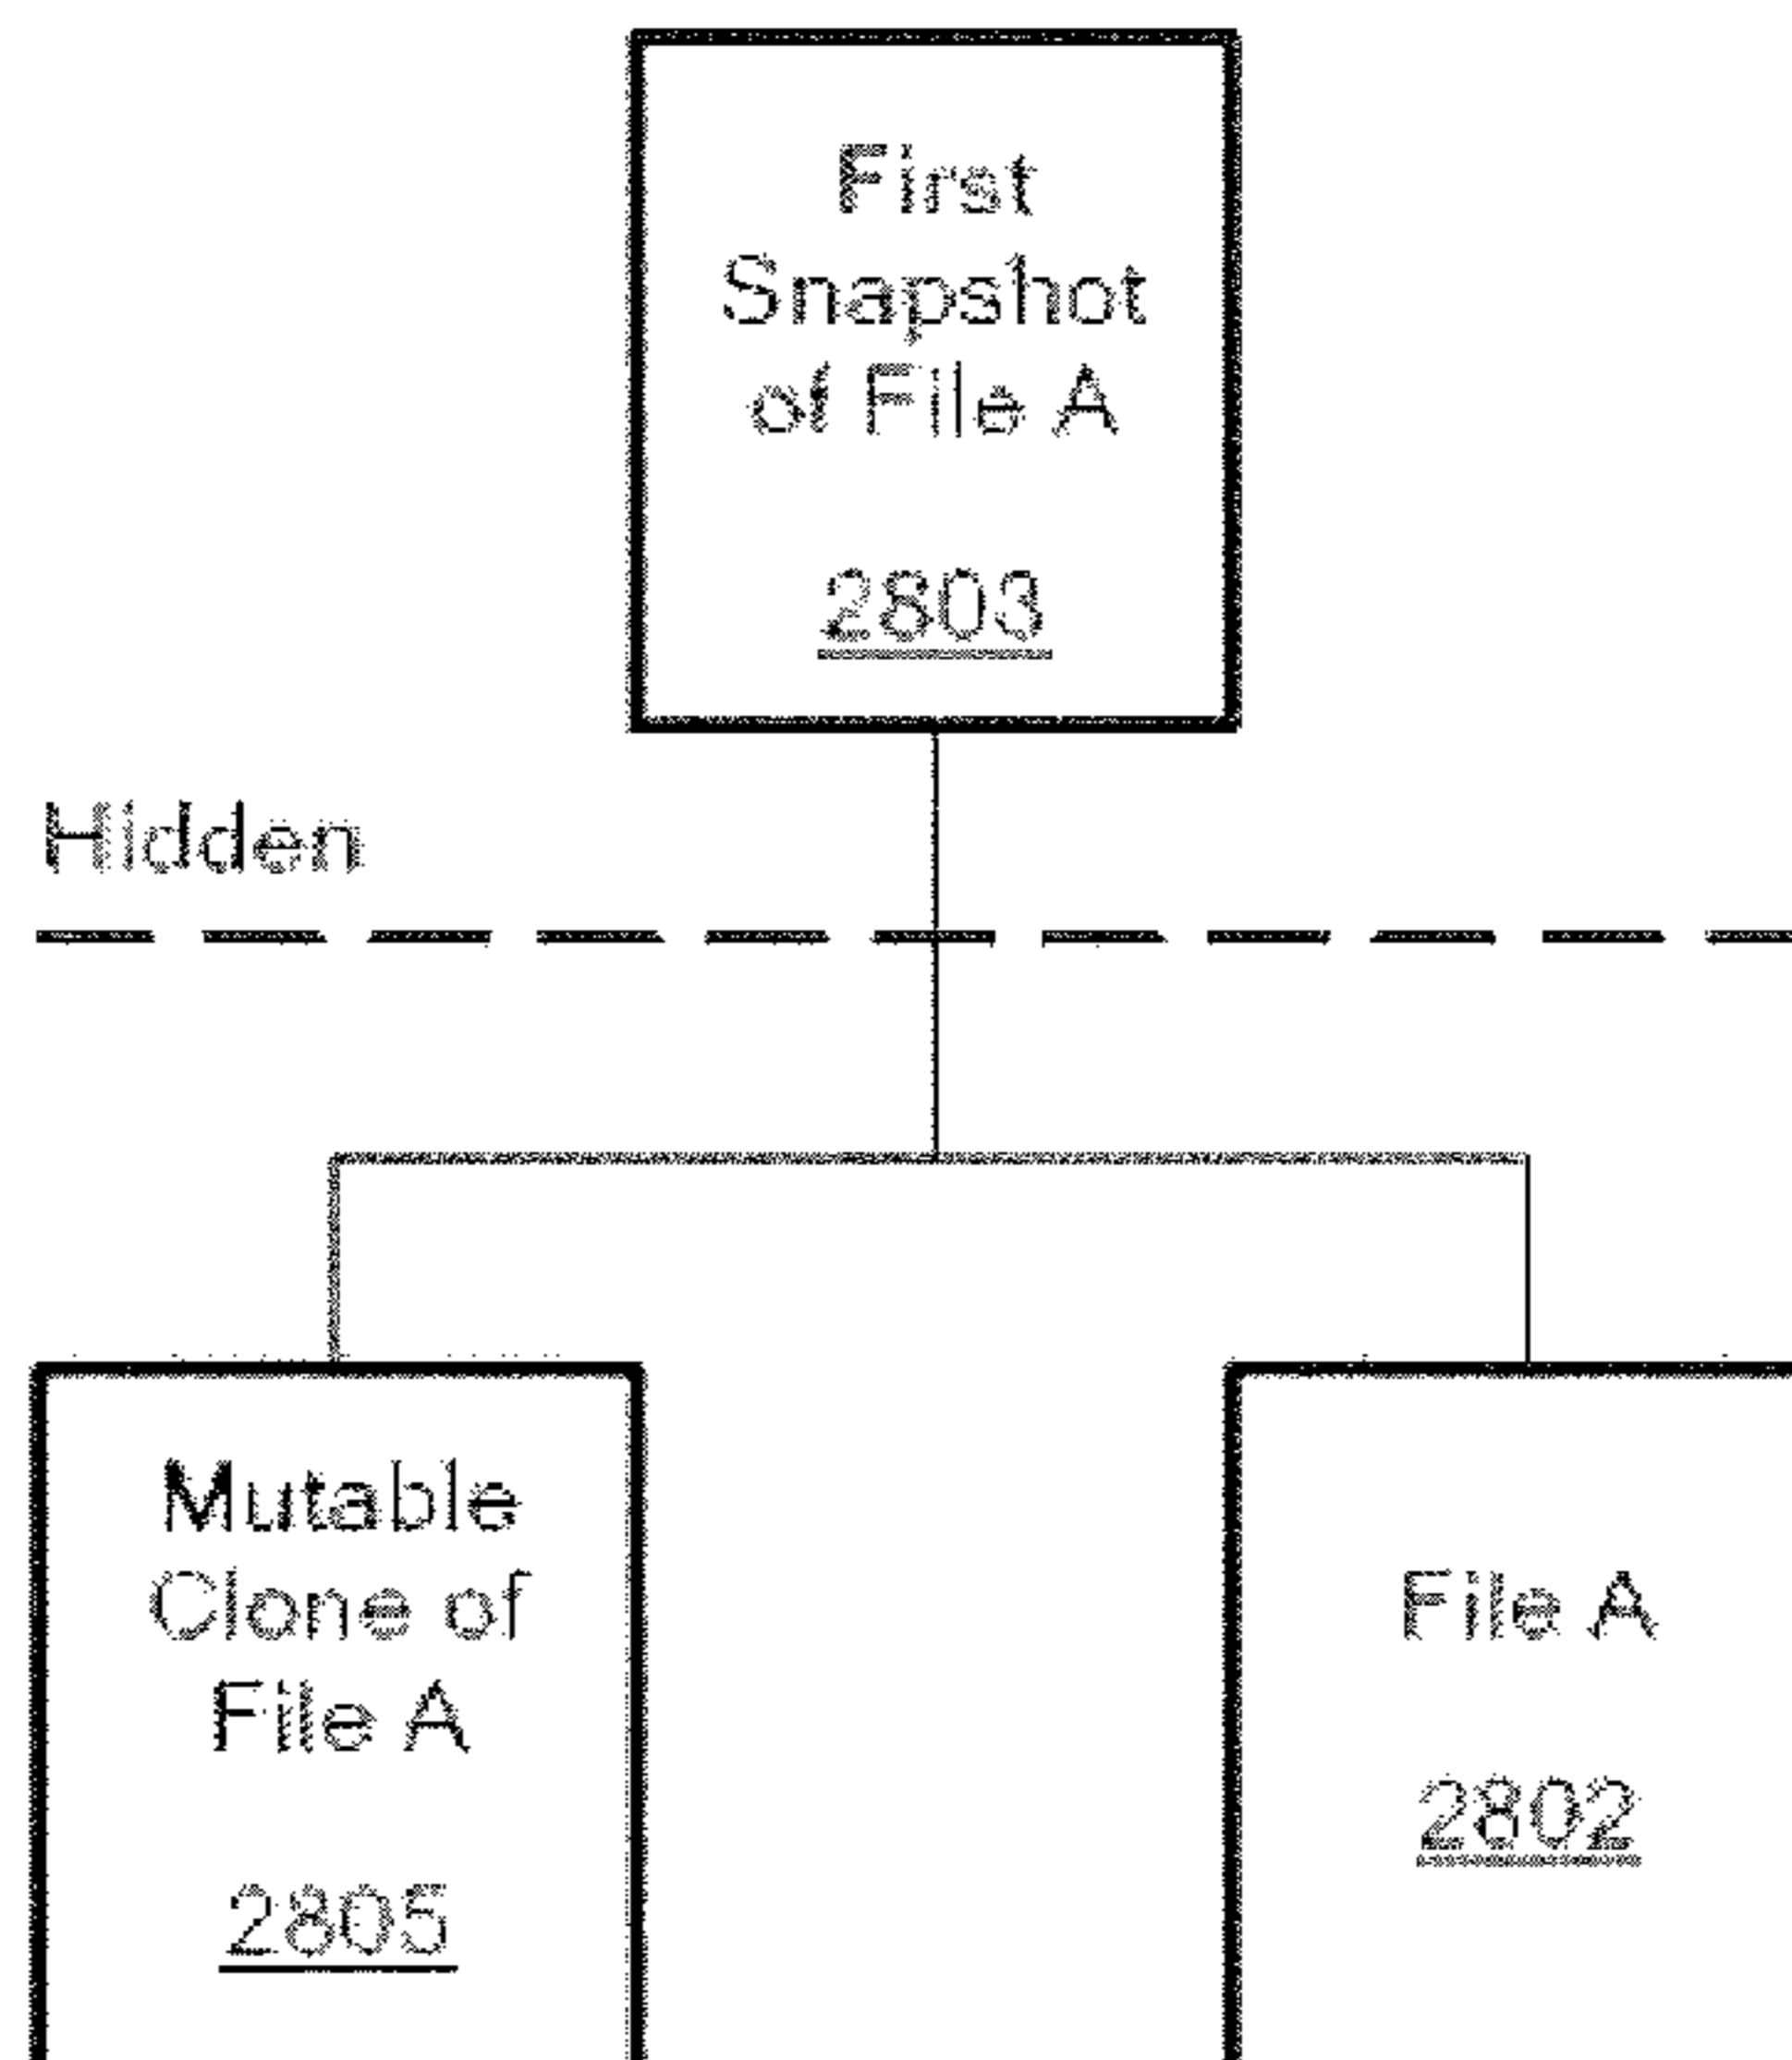 First
Snapshot
of File A
2803
Hidden
Mutable
Clone of
File A
2805
File A
2802